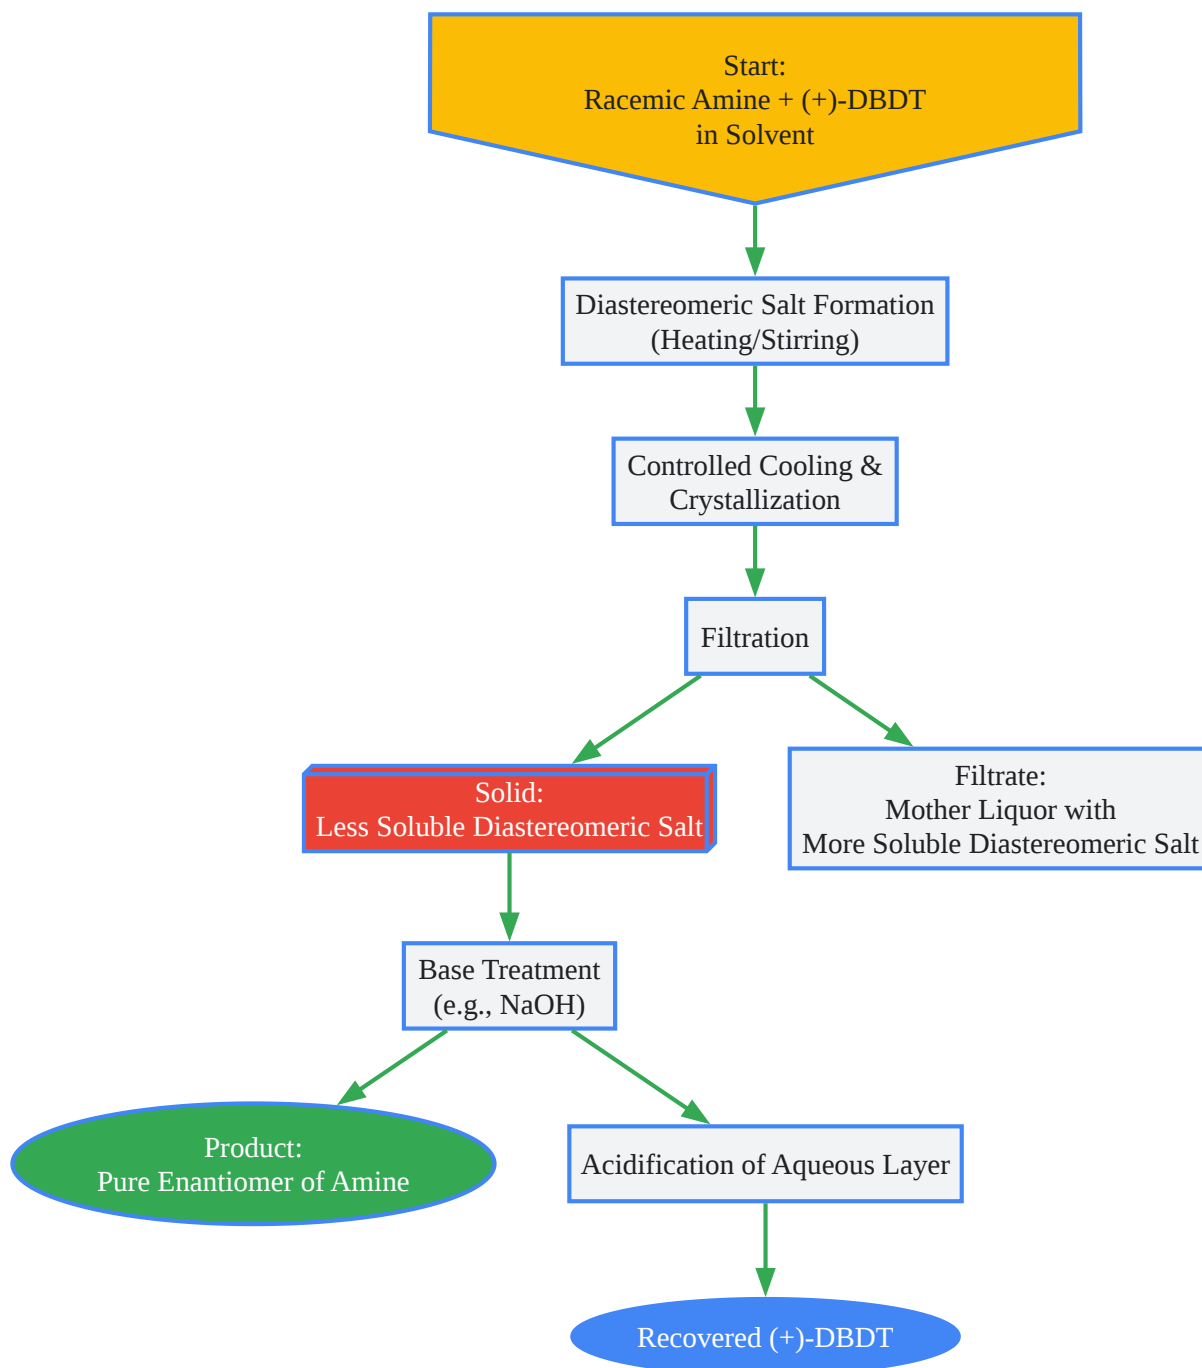 Start:
Racemic Amine + (+)-DBDT
in Solvent
Diastereomeric Salt Formation
(Heating/Stirring)
Controlled Cooling &
Crystallization
Filtration
Solid:
Less Soluble Diastereomeric Salt
Filtrate:
Mother Liquor with
More Soluble Diastereomeric Salt
Base Treatment
(e.g., NaOH)
Product:
Pure Enantiomer of Amine
Acidification of Aqueous Layer
Recovered (+)-DBDT